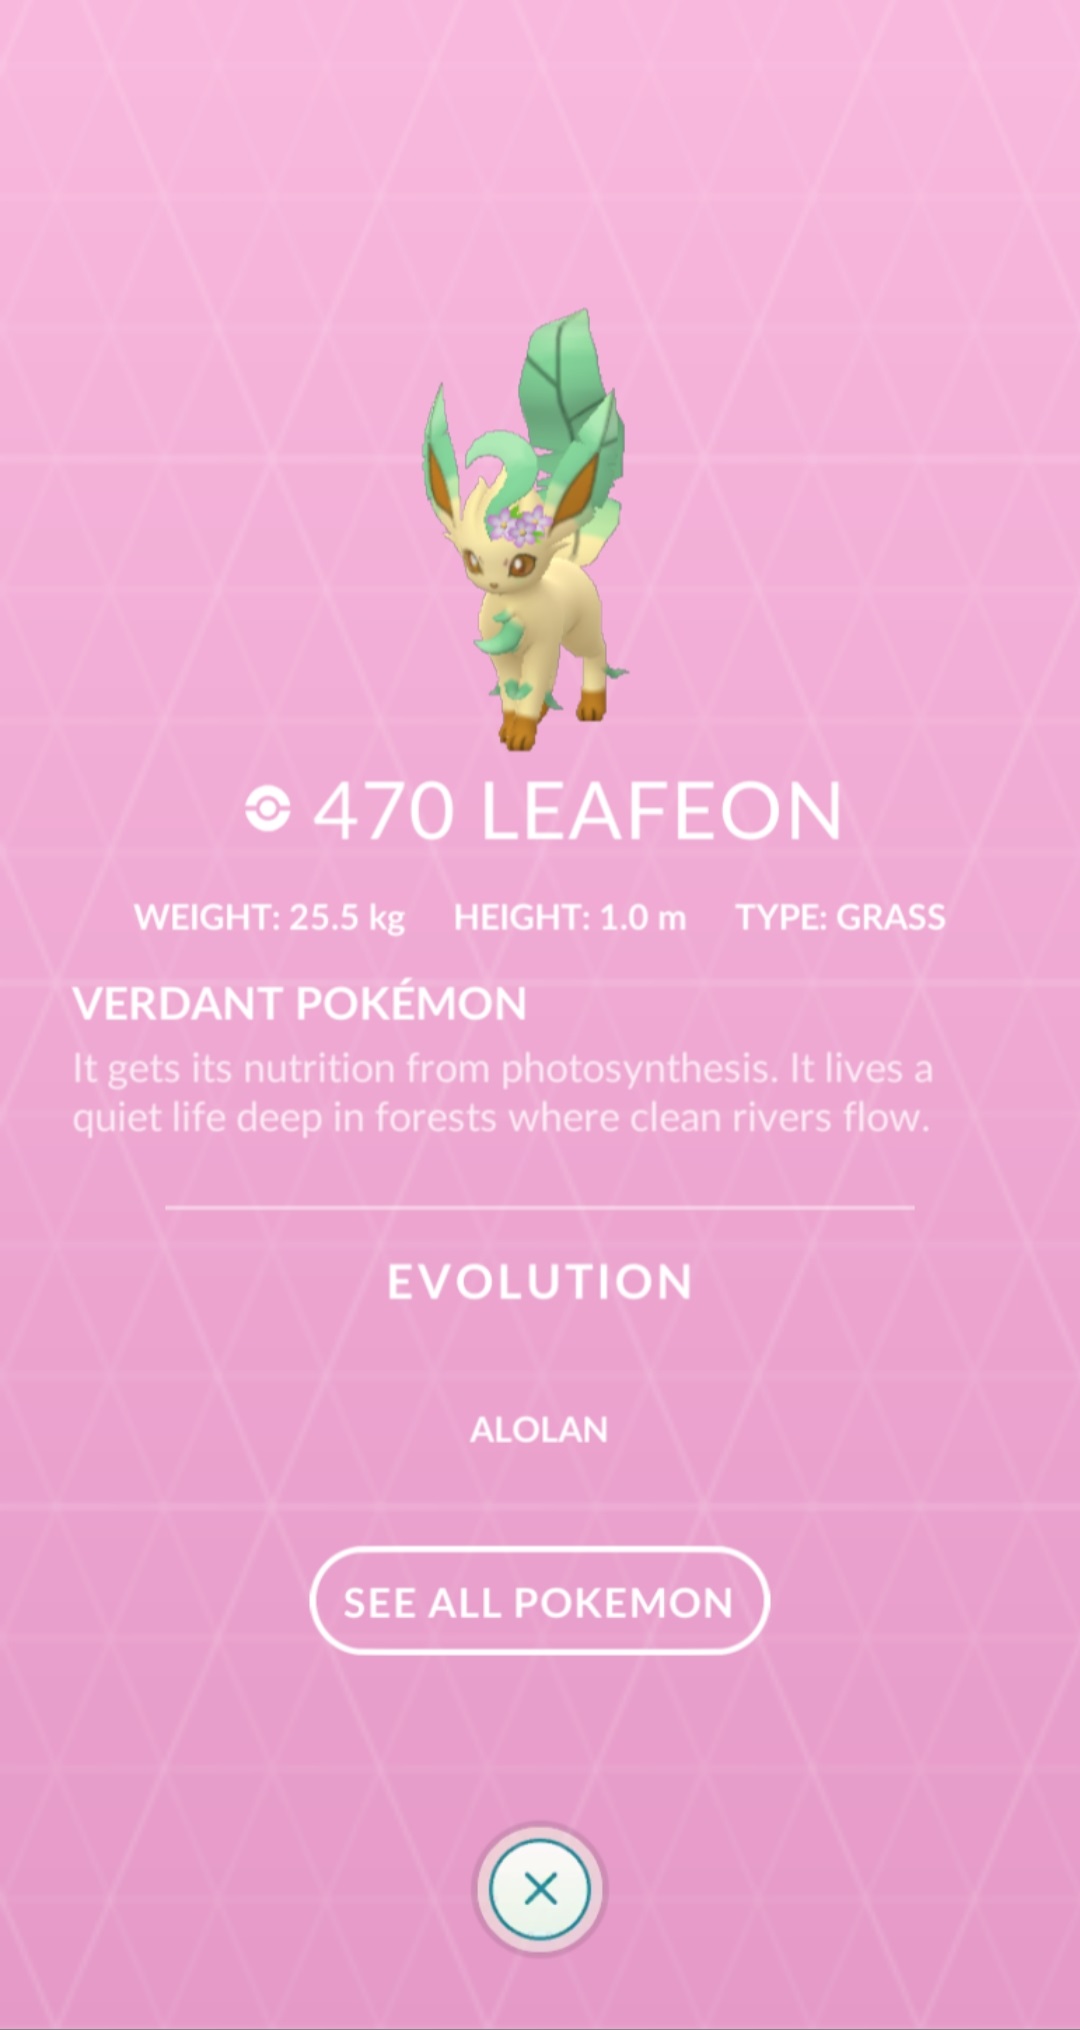 470 LEAFEON
WEIGHT: 25.5 kg HEIGHT: 1.0 m TYPE: GRASS
VERDANT POKÉMON
It gets its nutrition from photosynthesis. It lives a
quiet life deep in forests where clean rivers flow.
EVOLUTION
ALOLAN
SEE ALL POKEMON